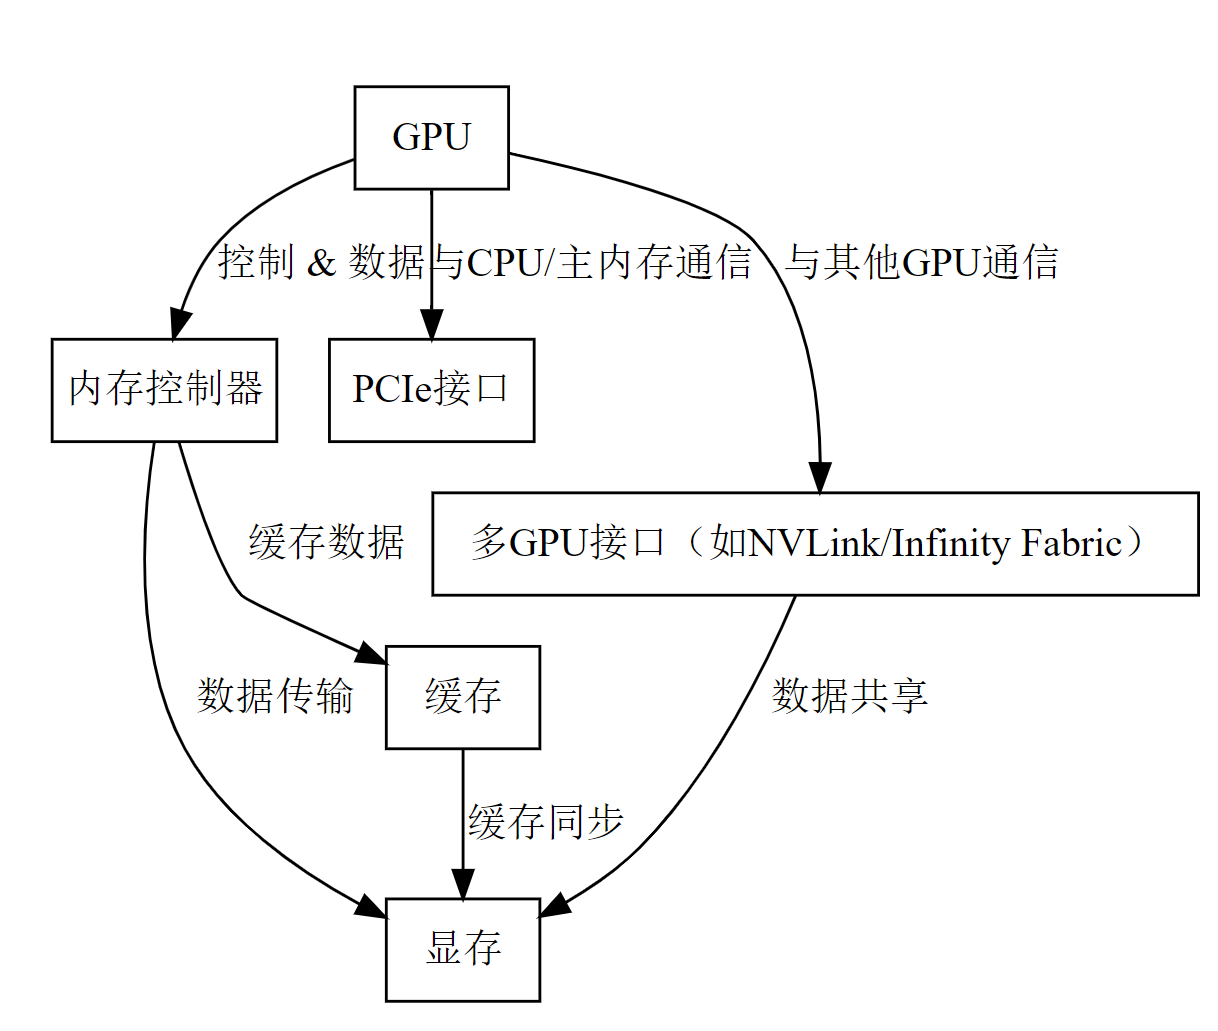 GPU
控制 & 数据
与CPU/主内存通信
与其他GPU通信
内存控制器
PCIe接口
缓存数据
多GPU接口（如NVLink/Infinity Fabric）
数据传输
缓存
数据共享
缓存同步
显存